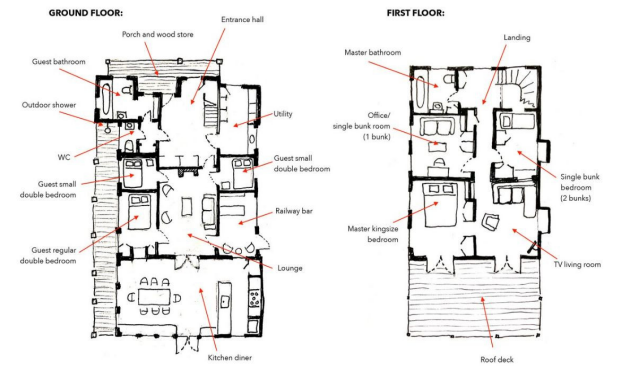 GROUND FLOOR:
Entrance hall
Porch and wood store
Guest bathroom
Outdoor shower
Utility
WC
Guest small
double bedroom
Guest small
double bedroom
Railway bar
Guest regular
double bedroom
Lounge
Kitchen diner
FIRST FLOOR:
Landing
Master bathroom
Office/
single bunk room
(1 bunk)
Single bunk
bedroom
(2 bunks)
Master kingsize
bedroom
TV living room
Roof deck